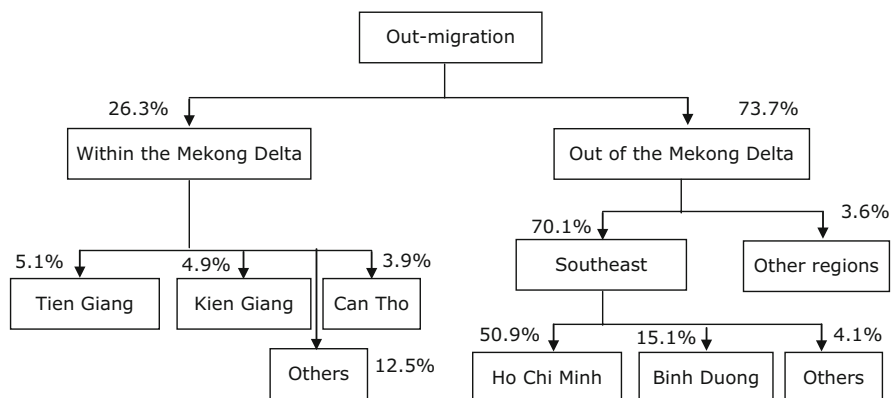 Out-migration
26.3%
73.7%
Within the Mekong Delta
Out of the Mekong Delta
70.1%
3.6%
Southeast
Other regions
5.1%
4.9%
3.9%
Tien Giang
Kien Giang
Can Tho
Others
12.5%
50.9%
15.1%
4.1%
Ho Chi Minh
Binh Duong
Others